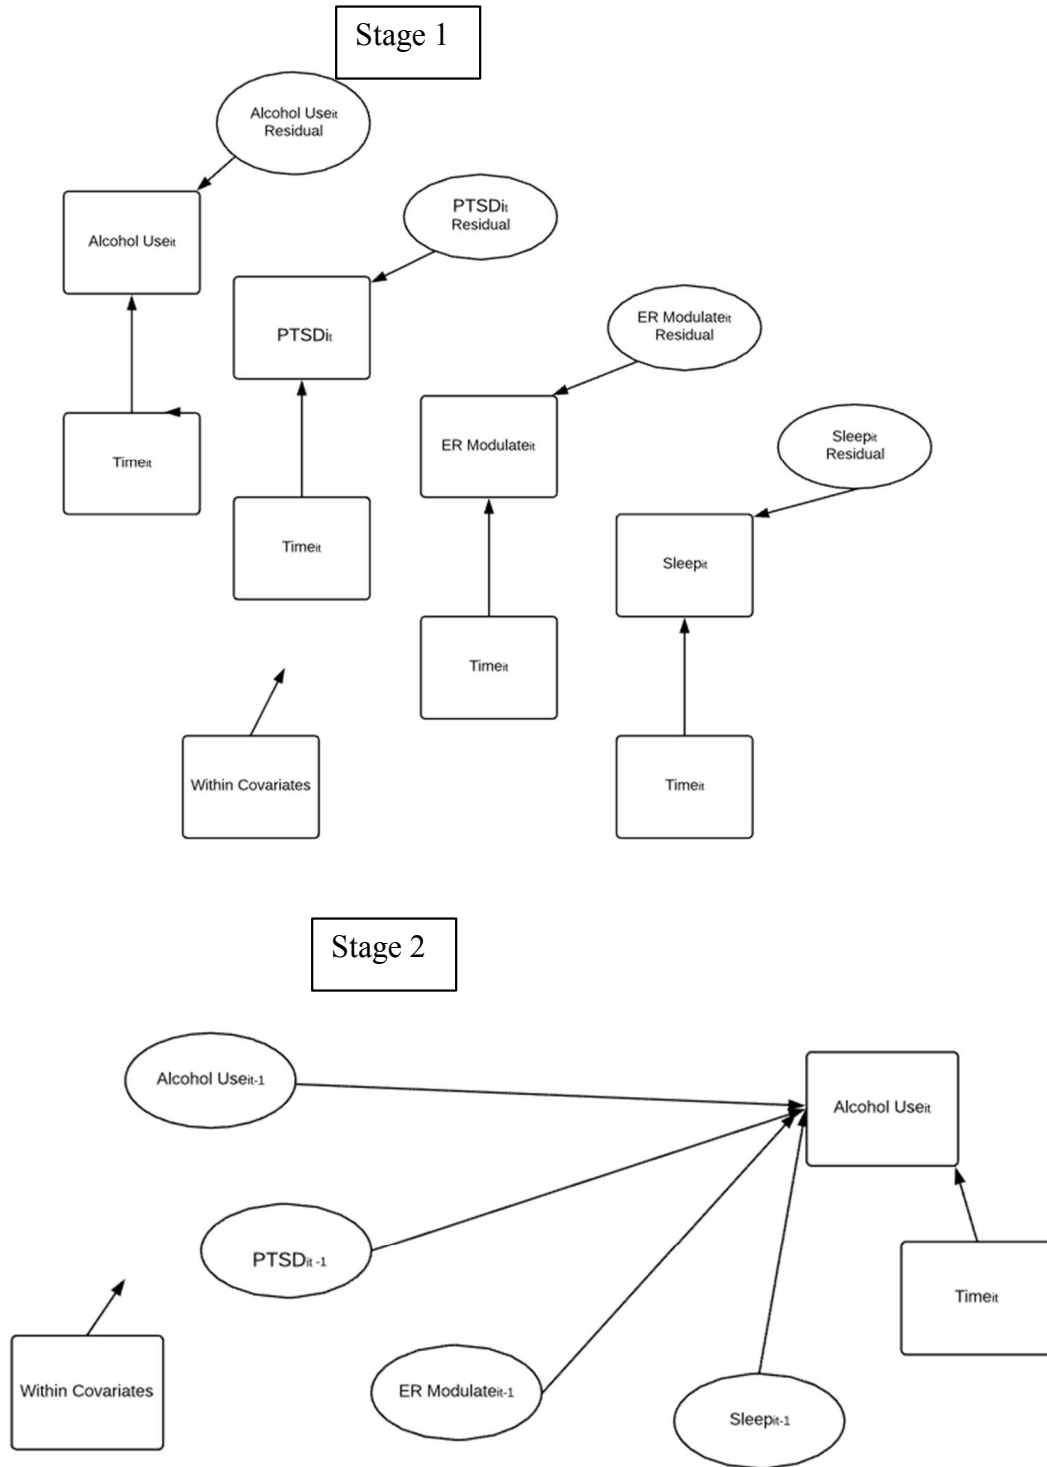 Stage 1
Alcohol Useit
Residual
Alcohol Useit
PTSDit
Residual
PTSDit
ER Modulateit
Residual
ER Modulateit
Sleepit
Residual
Timeit
Timeit
Sleepit
Timeit
Within Covariates
Timeit
Stage 2
Alcohol Useit-1
Alcohol Useit
PTSDit -1
Timeit
Within Covariates
ER Modulateit-1
Sleepit-1